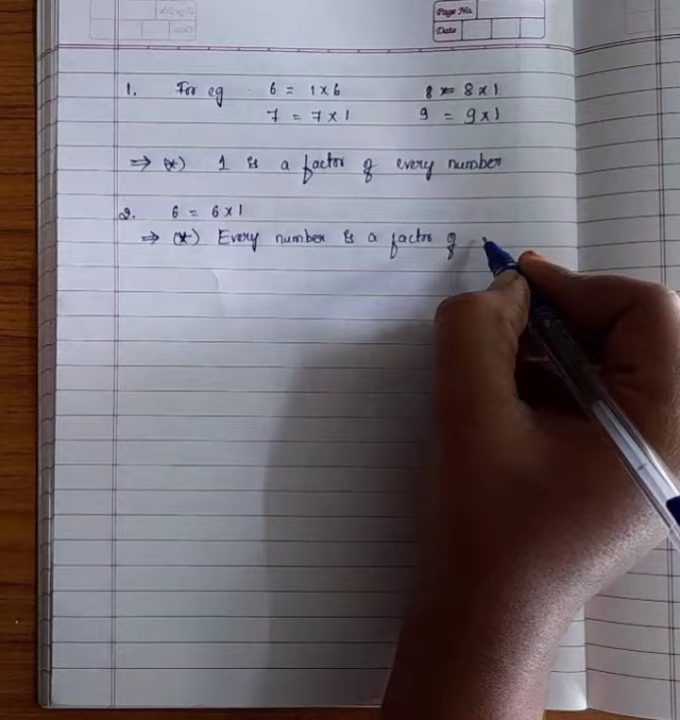 Page No.
Date
1. For eg 6 = 1 x 6 8 = 8 x 1
7 = 7 x 1 9 = 9 x 1
⇒ (*) 1 is a factor of every number
2. 6 = 6 x 1
⇒ (*) Every number is a factor of